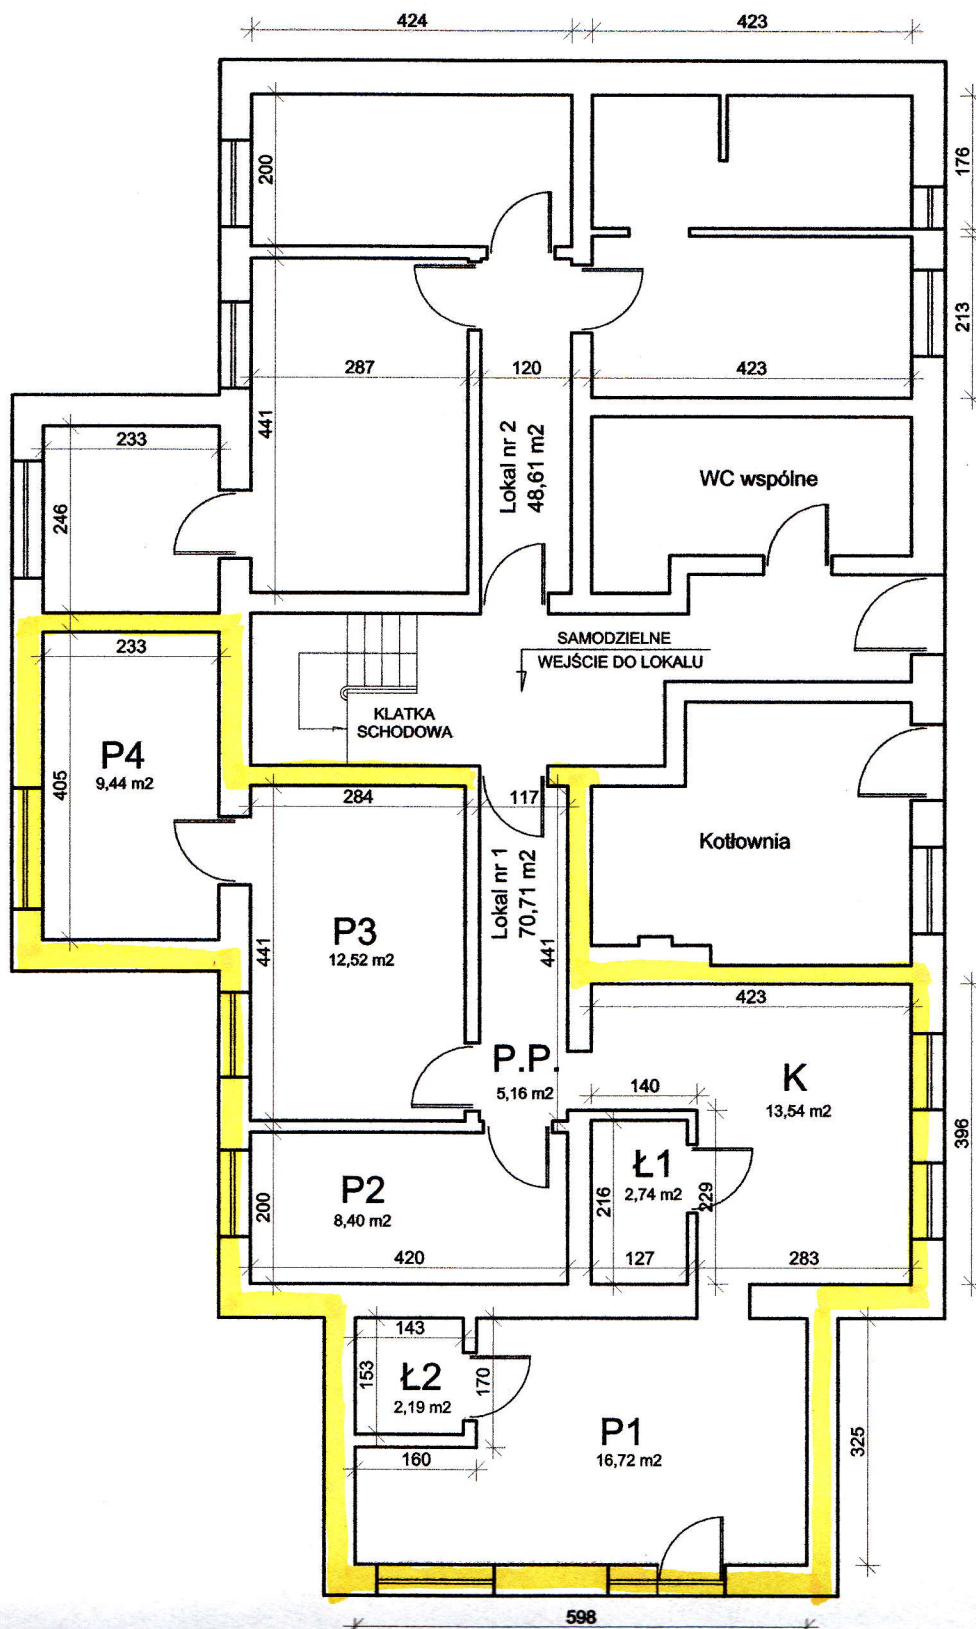 424
423
200
176
213
287
120
423
441
Lokal nr 2
48,61 m2
WC wspólne
233
246
SAMODZIELNE
WEJŚCIE DO LOKALU
KLATKA
SCHODOWA
233
P4
9,44 m2
405
284
117
Lokal nr 1
70,71 m2
Kotłownia
P3
12,52 m2
441
441
423
P.P.
5,16 m2
140
K
13,54 m2
396
Ł1
2,74 m2
216
229
P2
8,40 m2
200
420
127
283
143
153
Ł2
2,19 m2
170
P1
16,72 m2
160
325
598